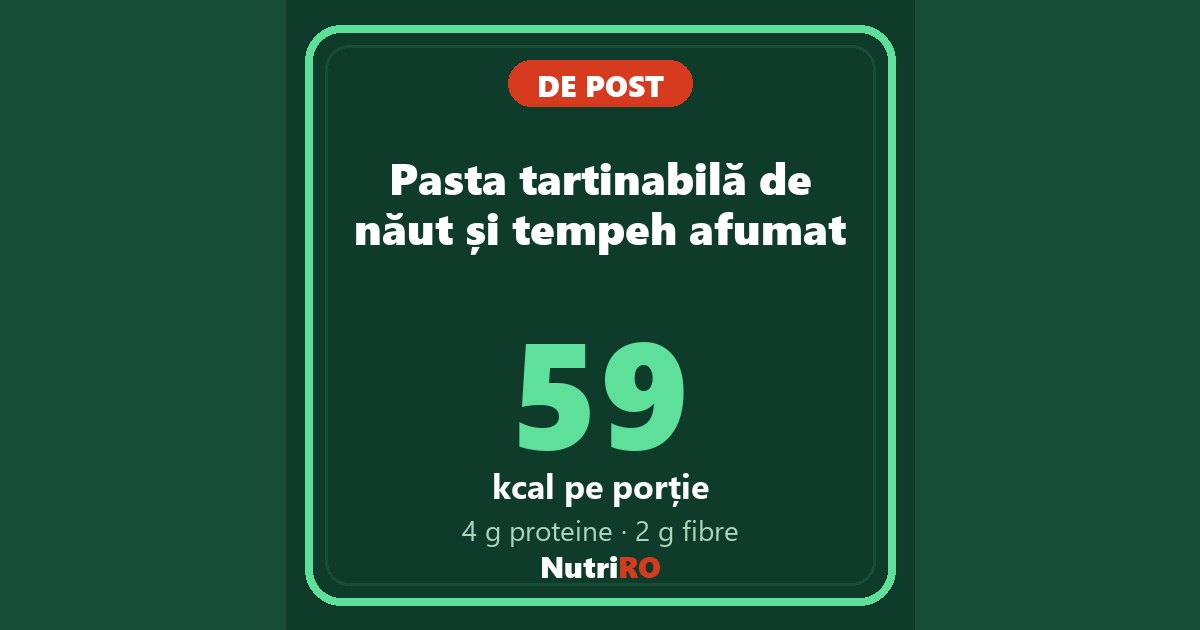 DE POST
Pasta tartinabilă de
năut și tempeh afumat
59
kcal pe porție
4 g proteine · 2 g fibre
NutriRO